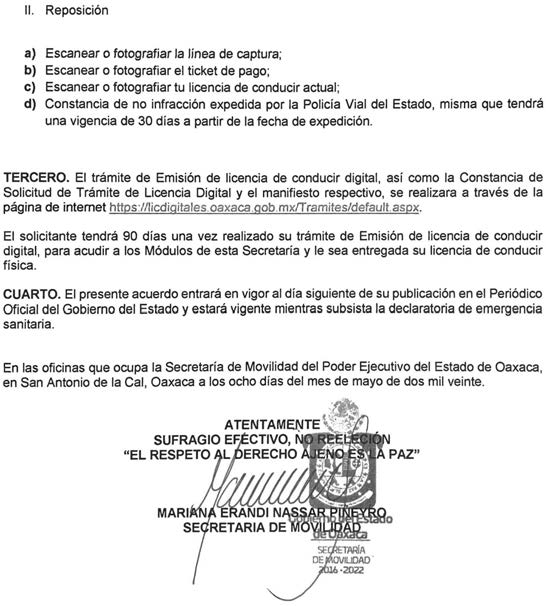 II. Reposición
a) Escanear o fotografiar la línea de captura;
b) Escanear o fotografiar el ticket de pago;
c) Escanear o fotografiar tu licencia de conducir actual;
d) Constancia de no infracción expedida por la Policía Vial del Estado, misma que tendrá
una vigencia de 30 días a partir de la fecha de expedición.
TERCERO. El trámite de Emisión de licencia de conducir digital, así como la Constancia de
Solicitud de Trámite de Licencia Digital y el manifiesto respectivo, se realizara a través de la
página de internet https://licdigitales.oaxaca.gob.mx/Tramites/default.aspx.
El solicitante tendrá 90 días una vez realizado su trámite de Emisión de licencia de conducir
digital, para acudir a los Módulos de esta Secretaría y le sea entregada su licencia de conducir
física.
CUARTO. El presente acuerdo entrará en vigor al día siguiente de su publicación en el Periódico
Oficial del Gobierno del Estado y estará vigente mientras subsista la declaratoria de emergencia
sanitaria.
En las oficinas que ocupa la Secretaría de Movilidad del Poder Ejecutivo del Estado de Oaxaca,
en San Antonio de la Cal, Oaxaca a los ocho días del mes de mayo de dos mil veinte.
ATENTAMENTE
SUFRAGIO EFECTIVO, NO REELECIÓN
“EL RESPETO AL DERECHO AJENO ES LA PAZ”
MARIANA ERANDI NASSAR PIÑEYRO
SECRETARIA DE MOVILIDAD
Gobierno del Estado
de Oaxaca
SECRETARÍA
DE MOVILIDAD
2016-2022